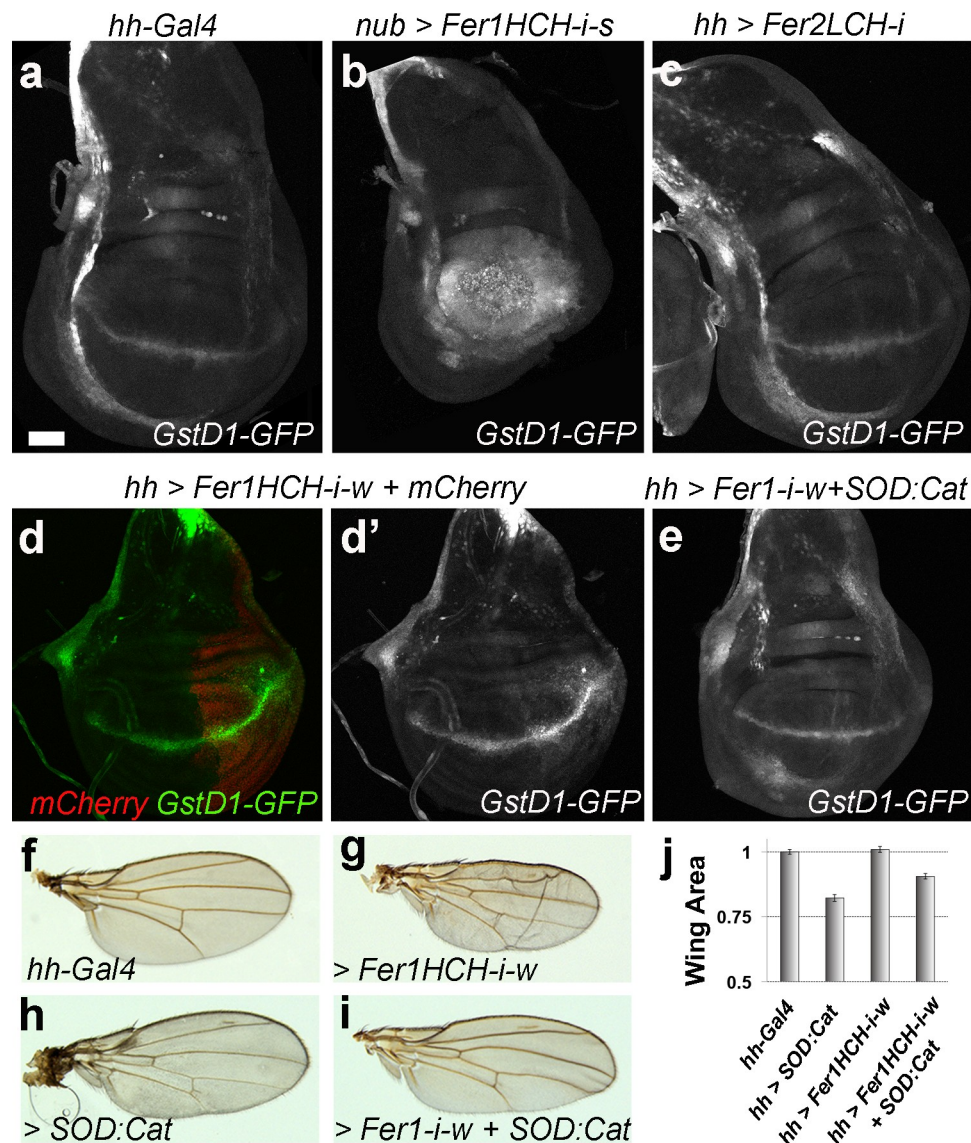 hh-Gal4
nub > Fer1HCH-i-s
hh > Fer2LCH-i
a
b
c
GstD1-GFP
GstD1-GFP
GstD1-GFP
hh > Fer1HCH-i-w + mCherry
hh > Fer1-i-w+SOD:Cat
d
d'
e
mCherry GstD1-GFP
GstD1-GFP
GstD1-GFP
f
g
j
hh-Gal4
> Fer1HCH-i-w
h
i
> SOD:Cat
> Fer1-i-w + SOD:Cat
Wing Area
1
0.75
0.5
hh-Gal4
hh > SOD:Cat
hh > Fer1HCH-i-w
hh > Fer1HCH-i-w
+ SOD:Cat